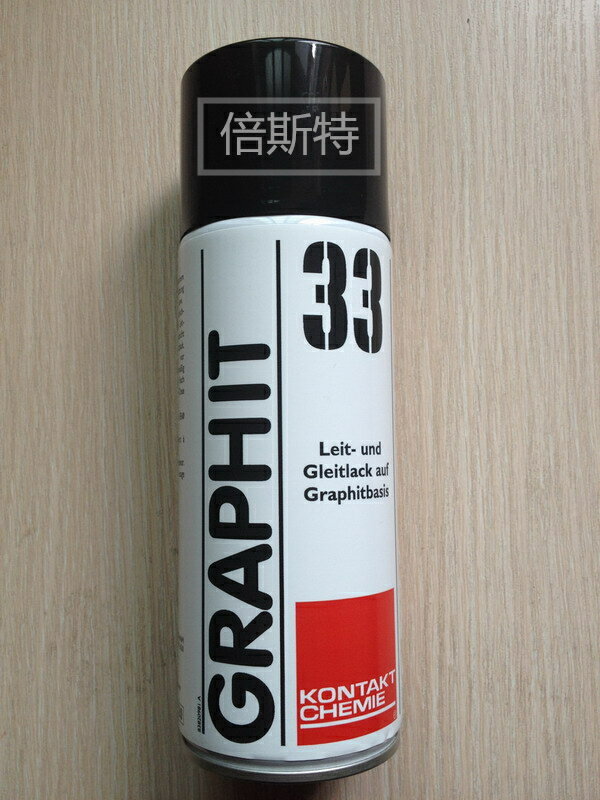 倍斯特
33
GRAPHIT
Leit- und
Gleitlack auf
Graphitbasis
KONTAKT
CHEMIE